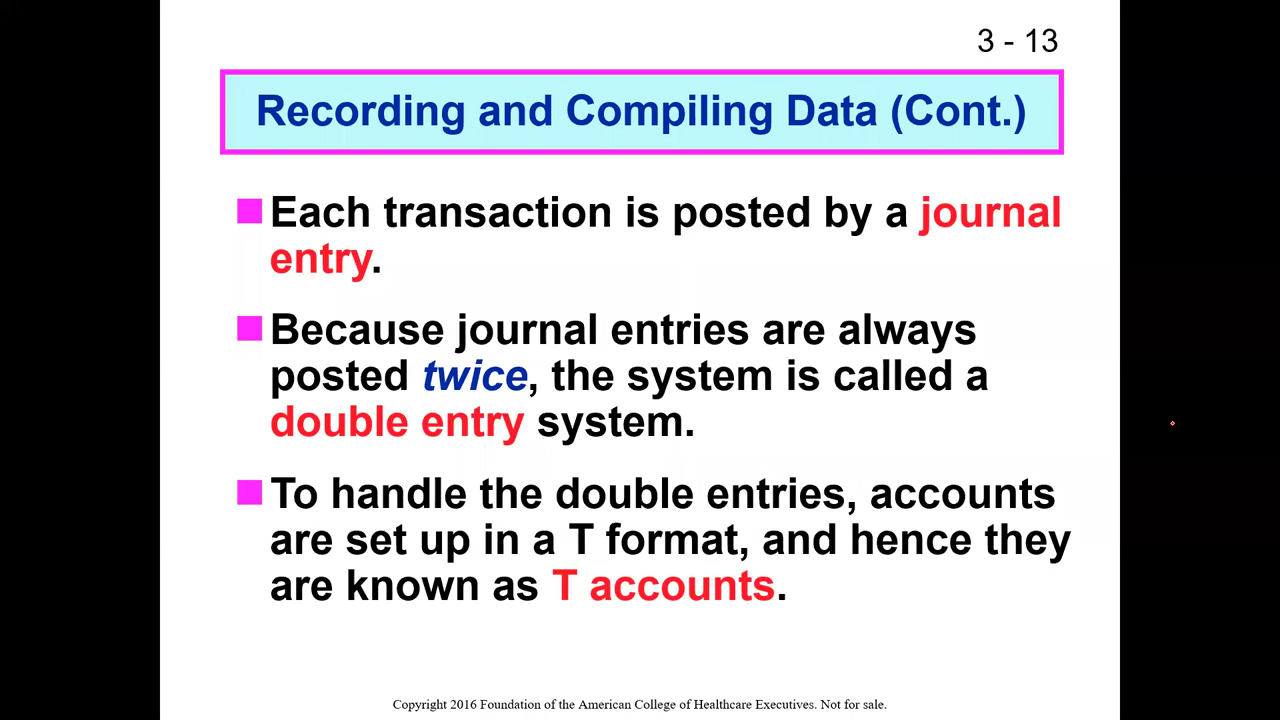 3 - 13
Recording and Compiling Data (Cont.)
Each transaction is posted by a journal
entry.
Because journal entries are always
posted twice, the system is called a
double entry system.
To handle the double entries, accounts
are set up in a T format, and hence they
are known as T accounts.
Copyright 2016 Foundation of the American College of Healthcare Executives. Not for sale.